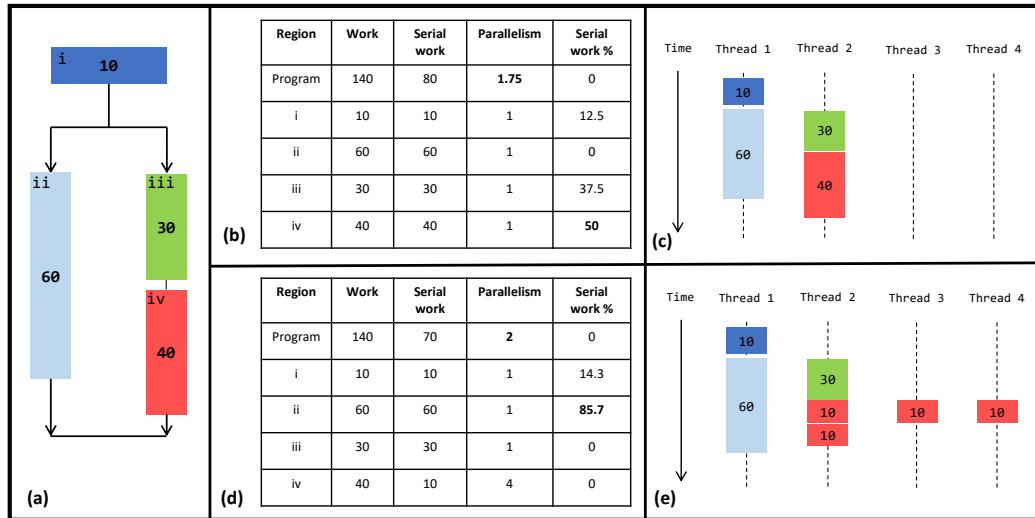 i
10
ii
iii
30
60
iv
40
(a)
Region Work Serial work Parallelism Serial work %
Program 140 80 1.75 0
i 10 10 1 12.5
ii 60 60 1 0
iii 30 30 1 37.5
iv 40 40 1 50
(b)
Time Thread 1 Thread 2 Thread 3 Thread 4
10
30
60
40
(c)
Region Work Serial work Parallelism Serial work %
Program 140 70 2 0
i 10 10 1 14.3
ii 60 60 1 85.7
iii 30 30 1 0
iv 40 10 4 0
(d)
Time Thread 1 Thread 2 Thread 3 Thread 4
10
30
60 10 10 10
10
(e)